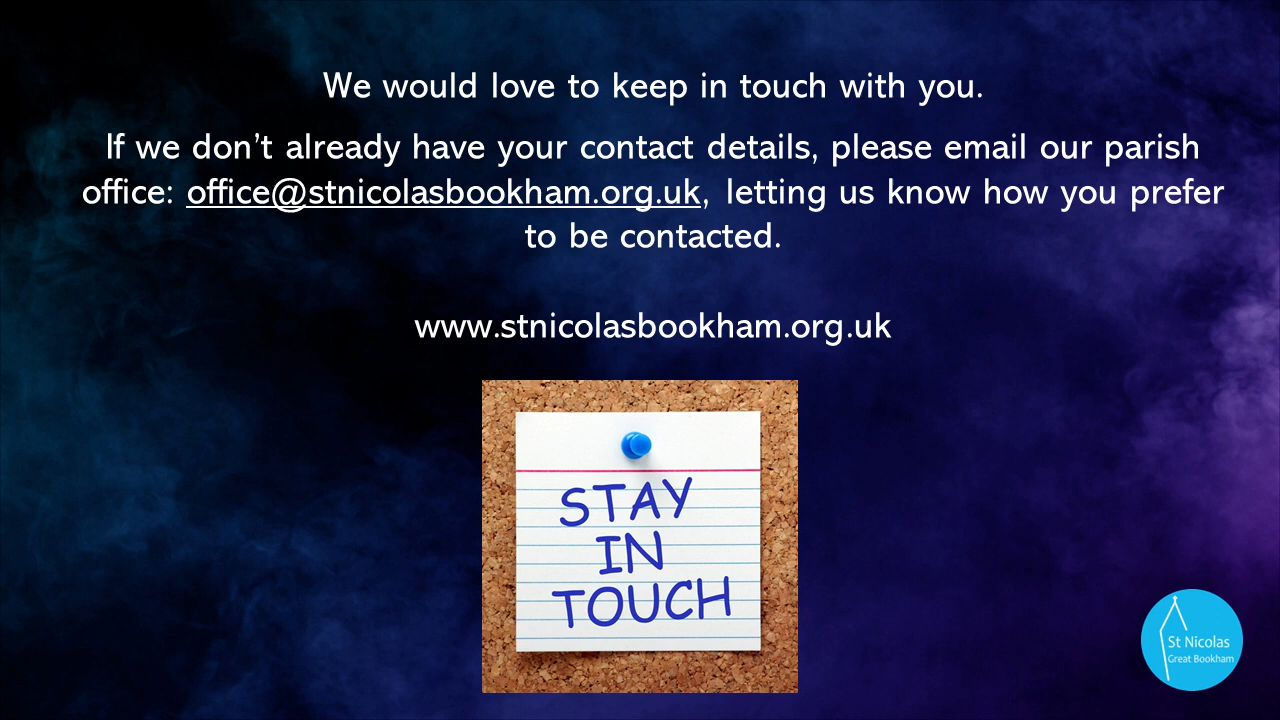 We would love to keep in touch with you.
If we don’t already have your contact details, please email our parish
office: office@stnicolasbookham.org.uk, letting us know how you prefer
to be contacted.
www.stnicolasbookham.org.uk
STAY
IN
TOUCH
St Nicolas
Great Bookham